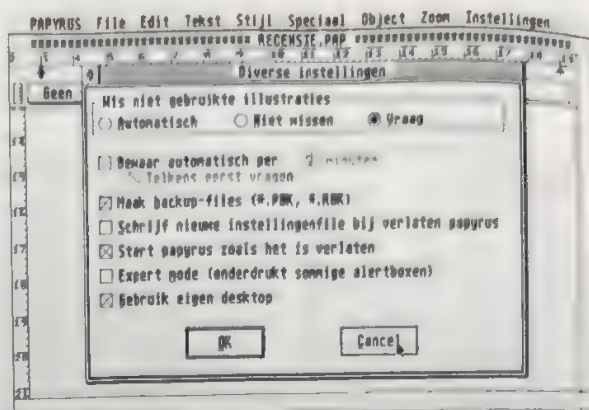 PAPYRUS File Edit Tekst Stijl Speciaal Object Zoom Instellingen
RECENSIE.PAP
Diverse instellingen
Geen
Wis niet gebruikte illustraties
Automatisch Niet wissen Vraag
Bewaar automatisch per minuten
Telkens eerst vragen
Maak backup-files (*.PBK, *.RBK)
Schrijf nieuwe instellingenfile bij verlaten papyrus
Start papyrus zoals het is verlaten
Expert mode (onderdrukt sommige alertboxen)
Gebruik eigen desktop
OK Cancel